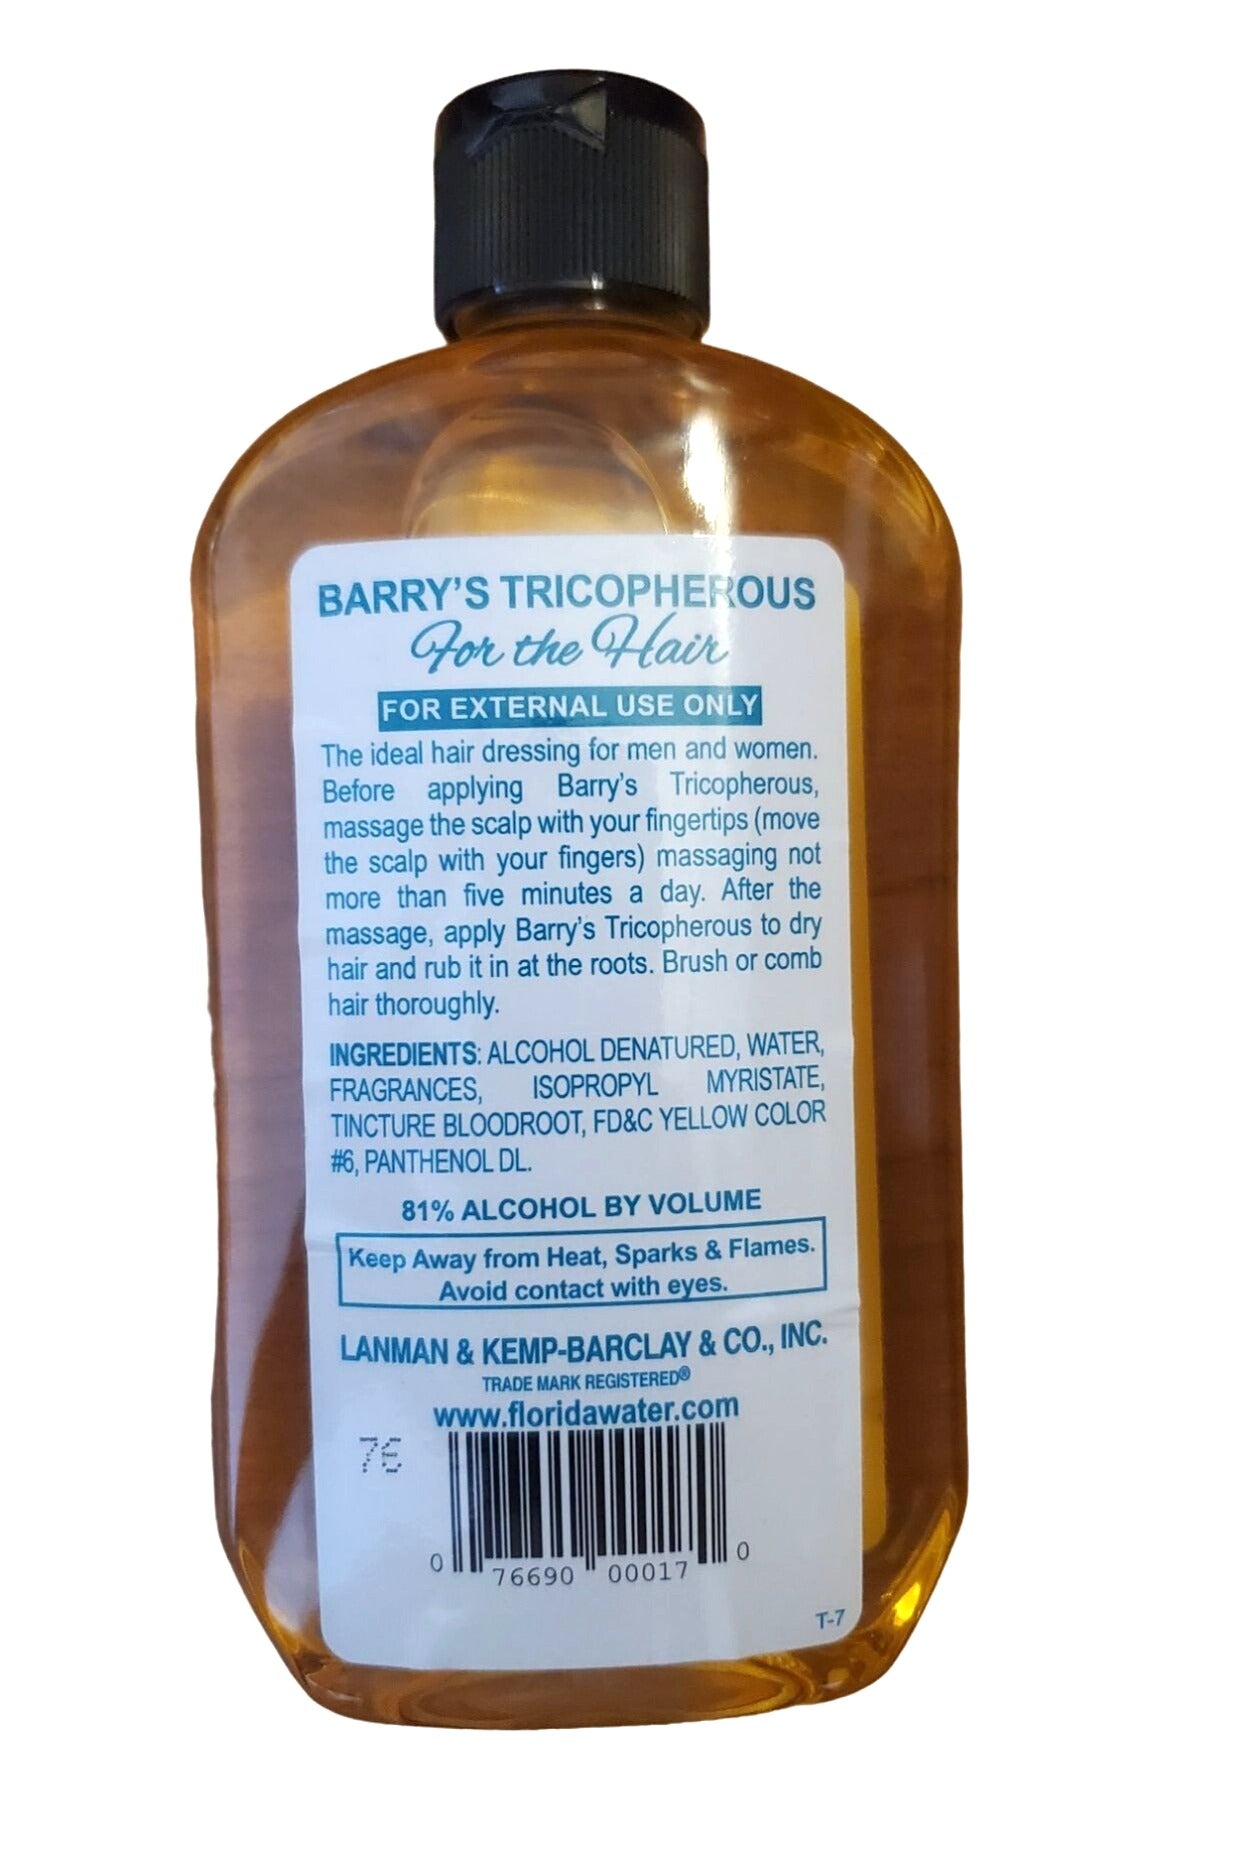 BARRY'S TRICOPHEROUS
For the Hair
FOR EXTERNAL USE ONLY
The ideal hair dressing for men and women.
Before applying Barry's Tricopherous,
massage the scalp with your fingertips (move
the scalp with your fingers) massaging not
more than five minutes a day. After the
massage, apply Barry's Tricopherous to dry
hair and rub it in at the roots. Brush or comb
hair thoroughly.
INGREDIENTS: ALCOHOL DENATURED, WATER,
FRAGRANCES, ISOPROPYL MYRISTATE,
TINCTURE BLOODROOT, FD&C YELLOW COLOR
#6, PANTHENOL DL.
81% ALCOHOL BY VOLUME
Keep Away from Heat, Sparks & Flames.
Avoid contact with eyes.
LANMAN & KEMP-BARCLAY & CO., INC.
TRADE MARK REGISTERED®
www.floridawater.com
0 76690 00017 0
T-7